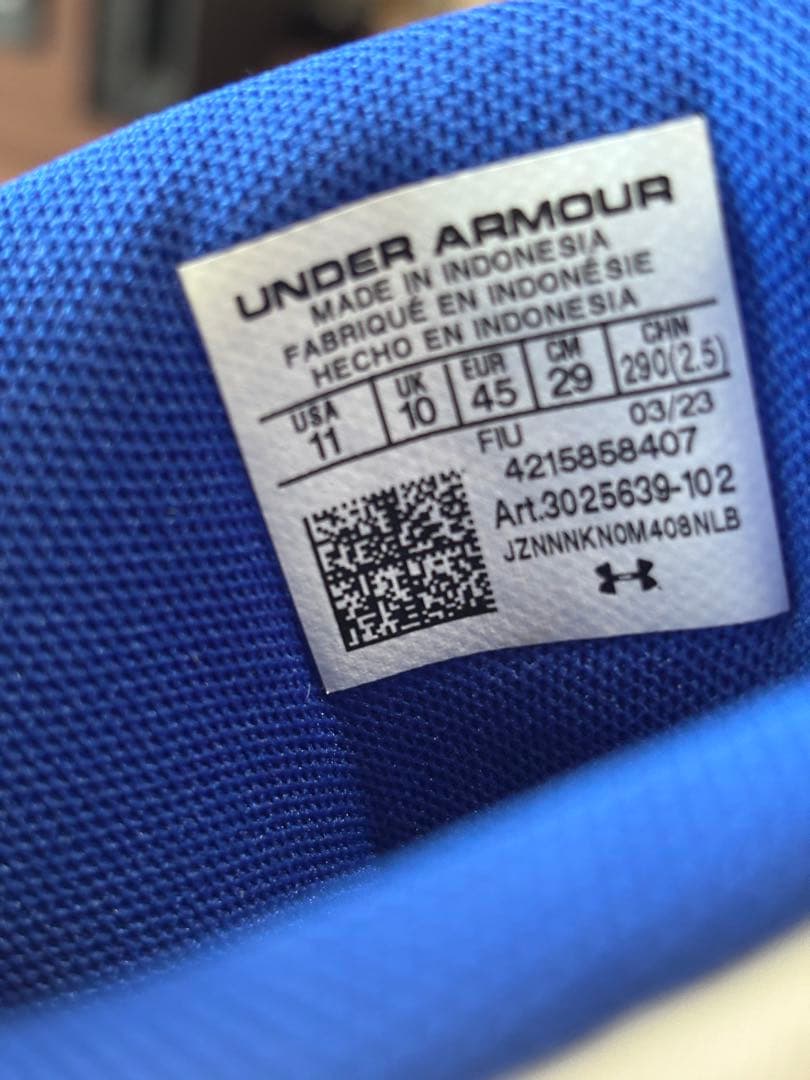 UNDER ARMOUR
MADE IN INDONESIA
FABRIQUÉ EN INDONÉSIE
HECHO EN INDONESIA
USA UK EUR CM CHN
11 10 45 29 290(2.5)
FIU 03/23
4215858407
Art.3025639-102
JZNNNKN0M408NLB